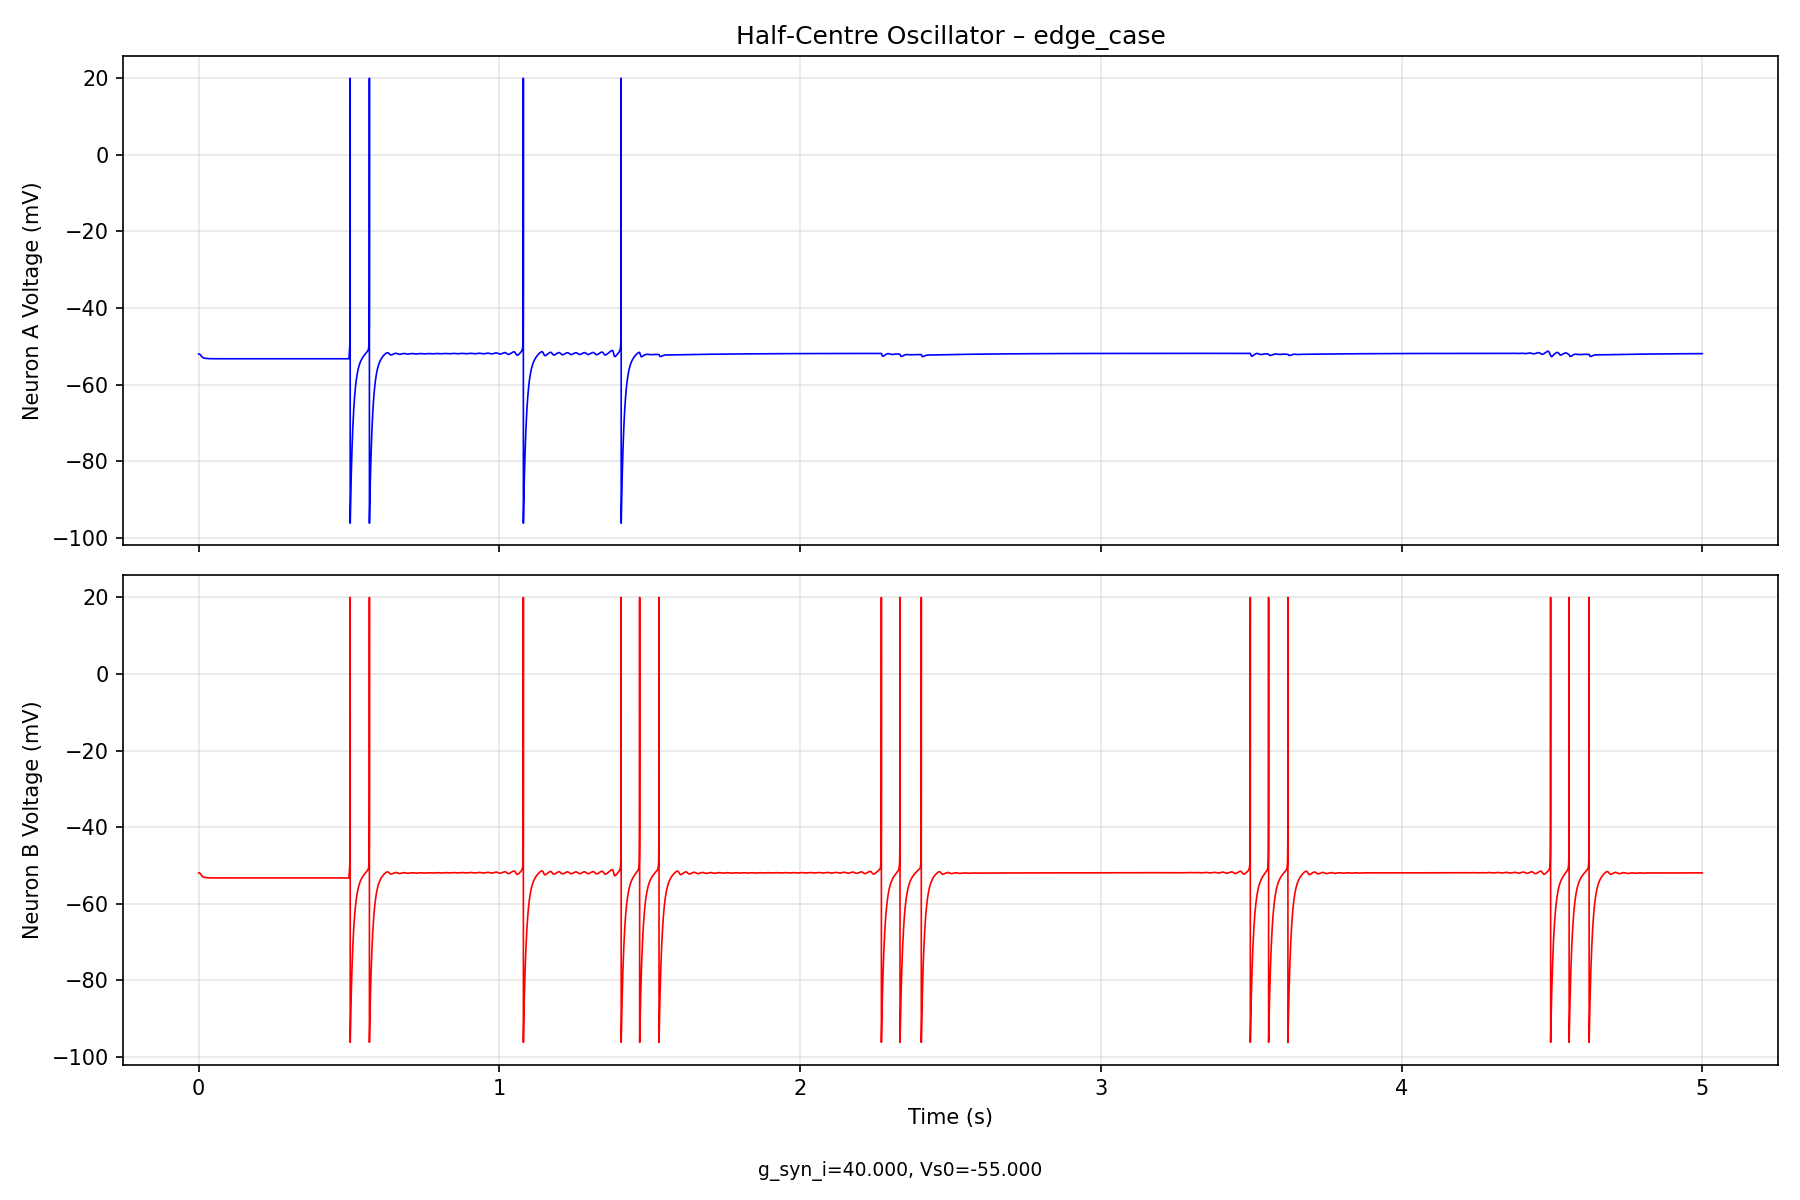 Half-Centre Oscillator – edge_case
20
0
−20
−40
−60
−80
−100
Neuron A Voltage (mV)
20
0
−20
−40
−60
−80
−100
Neuron B Voltage (mV)
0 1 2 3 4 5
Time (s)
g_syn_i=40.000, Vs0=-55.000